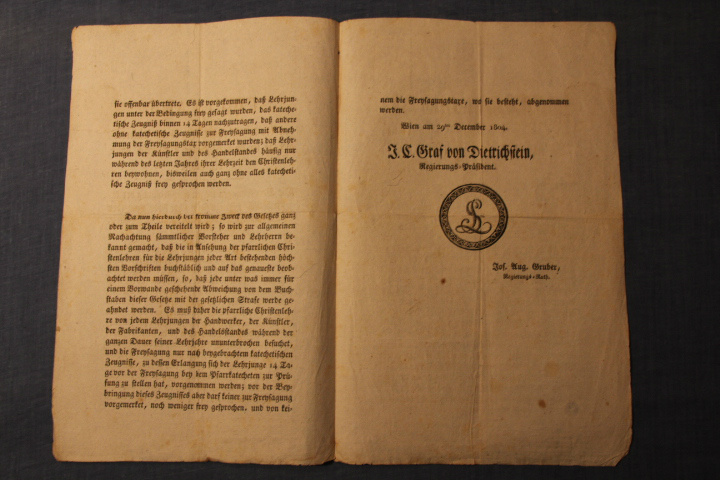 sie offenbar übertrete. Es ist vorgekommen, daß Lehrjun-
gen unter der Bedingung frey gesagt wurden, das kateche-
tische Zeugniß binnen 14 Tagen nachzutragen, daß andere
ohne katechetische Zeugnisse zur Freysagung mit Abneh-
mung der Freysagungstax vorgemerket wurden; daß Lehr-
jungen der Künstler und des Handelsstandes häufig nur
während des letzten Jahres ihrer Lehrzeit den Christenleh-
ren beywohnen, bisweilen auch ganz ohne alles katecheti-
sche Zeugniß frey gesprochen werden.
Da nun hierdurch der fromme Zweck des Gesetzes ganz
oder zum Theile vereitelt wird; so wird zur allgemeinen
Nachachtung sämmtlicher Vorsteher und Lehrherrn be-
kannt gemacht, daß die in Ansehung der pfarrlichen Chri-
stenlehren für die Lehrjungen jeder Art bestehenden höch-
sten Vorschriften buchstäblich und auf das genaueste beob-
achtet werden müssen, so, daß jede unter was immer für
einem Vorwande geschehende Abweichung von dem Buch-
staben dieser Gesetze mit der gesetzlichen Strafe werde ge-
ahndet werden. Es muß daher die pfarrliche Christenleh-
re von jedem Lehrjungen der Handwerker, der Künstler,
der Fabrikanten, und des Handelsstandes während der
ganzen Dauer seiner Lehrjahre ununterbrochen besuchet,
und die Freysagung nur nach beygebrachtem katechetischen
Zeugnisse, zu dessen Erlangung sich der Lehrjunge 14 Ta-
ge vor der Freysagung bey dem Pfarrkatecheten zur Prü-
fung zu stellen hat, vorgenommen werden; vor der Bey-
bringung dieses Zeugnisses aber darf keiner zur Freysagung
vorgemerket, noch weniger frey gesprochen, und von kei-
nem die Freysagungstaxe, wo sie besteht, abgenommen
werden.
Wien am 29ten December 1804.
J. C. Graf von Dietrichstein,
Regierungs-Präsident.
LS
Jos. Aug. Gruber,
Regierungs-Rath.